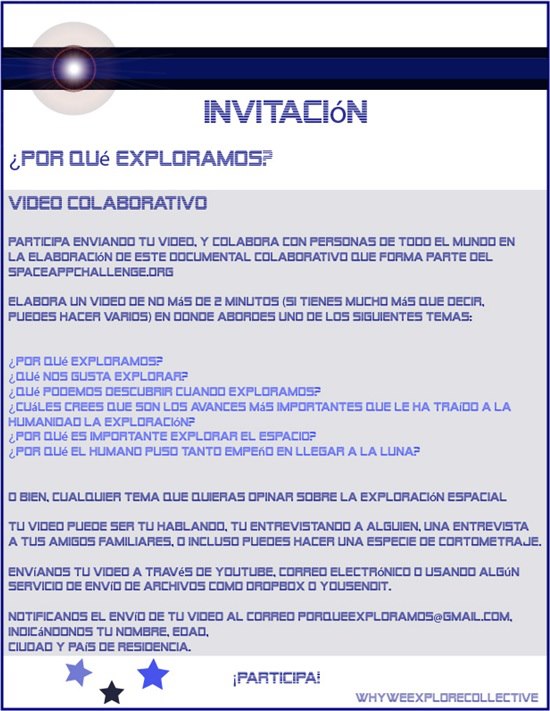 INVITACIÓN
¿POR QUÉ EXPLORAMOS?
VIDEO COLABORATIVO
PARTICIPA ENVIANDO TU VIDEO, Y COLABORA CON PERSONAS DE TODO EL MUNDO EN
LA ELABORACIÓN DE ESTE DOCUMENTAL COLABORATIVO QUE FORMA PARTE DEL
SPACEAPPCHALLENGE.ORG
ELABORA UN VIDEO DE NO MÁS DE 2 MINUTOS (SI TIENES MUCHO MÁS QUE DECIR,
PUEDES HACER VARIOS) EN DONDE ABORDES UNO DE LOS SIGUIENTES TEMAS:
¿POR QUÉ EXPLORAMOS?
¿QUÉ NOS GUSTA EXPLORAR?
¿QUÉ PODEMOS DESCUBRIR CUANDO EXPLORAMOS?
¿CUÁLES CREES QUE SON LOS AVANCES MÁS IMPORTANTES QUE LE HA TRAÍDO A LA
HUMANIDAD LA EXPLORACIÓN?
¿POR QUÉ ES IMPORTANTE EXPLORAR EL ESPACIO?
¿POR QUÉ EL HUMANO PUSO TANTO EMPEÑO EN LLEGAR A LA LUNA?
O BIEN, CUALQUIER TEMA QUE QUIERAS OPINAR SOBRE LA EXPLORACIÓN ESPACIAL
TU VIDEO PUEDE SER TU HABLANDO, TU ENTREVISTANDO A ALGUIEN, UNA ENTREVISTA
A TUS AMIGOS FAMILIARES, O INCLUSO PUEDES HACER UNA ESPECIE DE CORTOMETRAJE.
ENVÍANOS TU VIDEO A TRAVÉS DE YOUTUBE, CORREO ELECTRÓNICO O USANDO ALGÚN
SERVICIO DE ENVÍO DE ARCHIVOS COMO DROPBOX O YOUSENDIT.
NOTIFICANOS EL ENVÍO DE TU VIDEO AL CORREO PORQUEEXPLORAMOS@GMAIL.COM,
INDICÁNDONOS TU NOMBRE, EDAD,
CIUDAD Y PAÍS DE RESIDENCIA.
¡PARTICIPA!
WHYWEEXPLORECOLLECTIVE